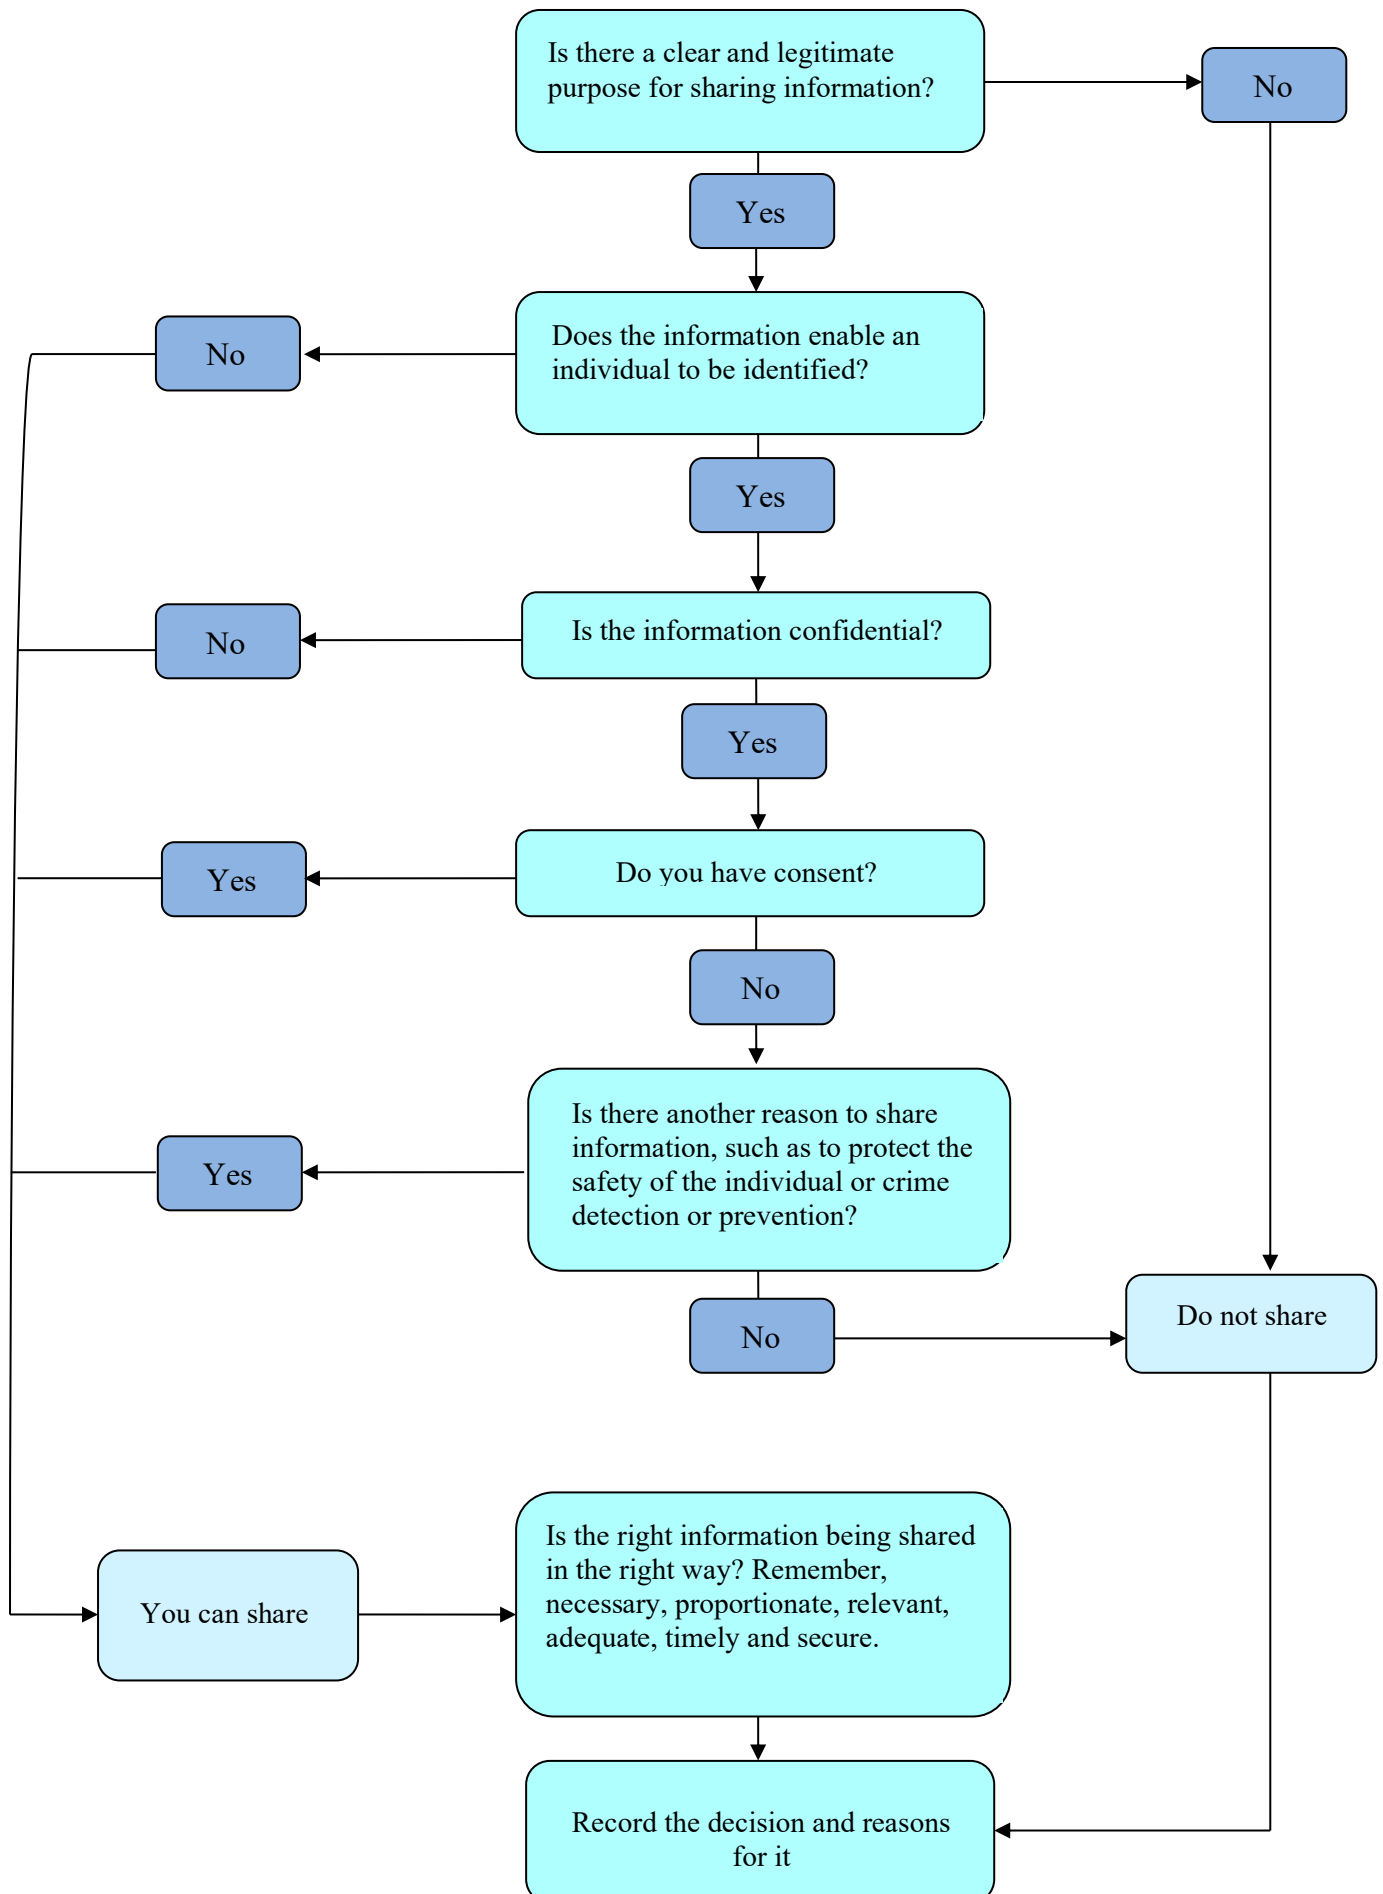 Is there a clear and legitimate
purpose for sharing information?
No
Yes
Does the information enable an
individual to be identified?
No
Yes
Is the information confidential?
No
Yes
Do you have consent?
Yes
No
Is there another reason to share
information, such as to protect the
safety of the individual or crime
detection or prevention?
Yes
No
Do not share
Is the right information being shared
in the right way? Remember,
necessary, proportionate, relevant,
adequate, timely and secure.
You can share
Record the decision and reasons
for it